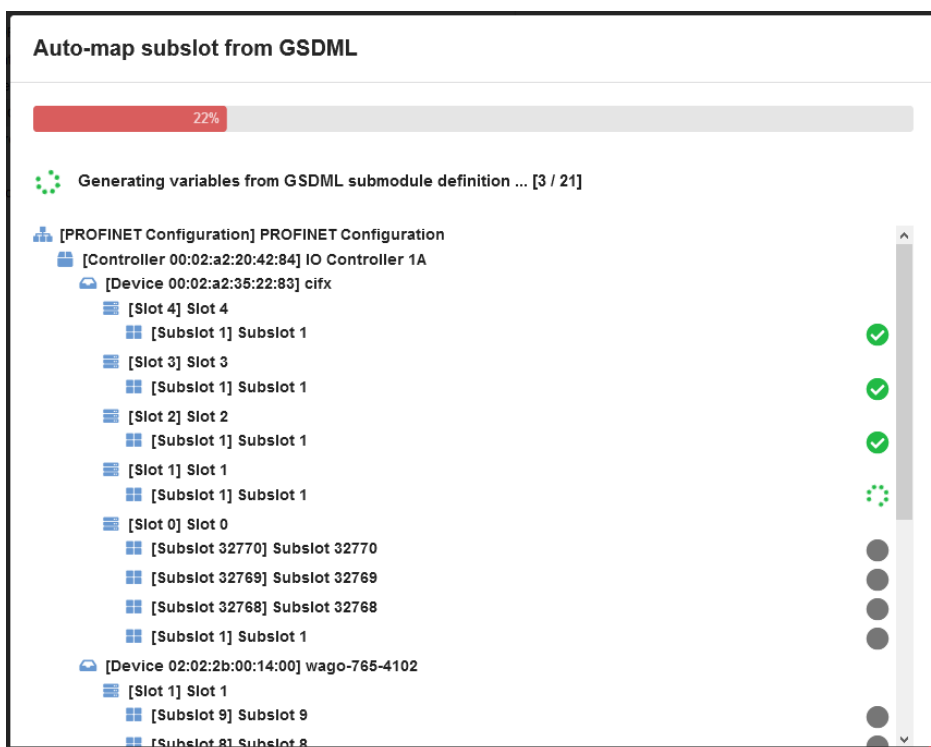 Auto-map subslot from GSDML
22%
Generating variables from GSDML submodule definition ... [3 / 21]
[PROFINET Configuration] PROFINET Configuration
[Controller 00:02:a2:20:42:84] IO Controller 1A
[Device 00:02:a2:35:22:83] cifx
[Slot 4] Slot 4
[Subslot 1] Subslot 1
[Slot 3] Slot 3
[Subslot 1] Subslot 1
[Slot 2] Slot 2
[Subslot 1] Subslot 1
[Slot 1] Slot 1
[Subslot 1] Subslot 1
[Slot 0] Slot 0
[Subslot 32770] Subslot 32770
[Subslot 32769] Subslot 32769
[Subslot 32768] Subslot 32768
[Subslot 1] Subslot 1
[Device 02:02:2b:00:14:00] wago-765-4102
[Slot 1] Slot 1
[Subslot 9] Subslot 9
[Subslot 8] Subslot 8